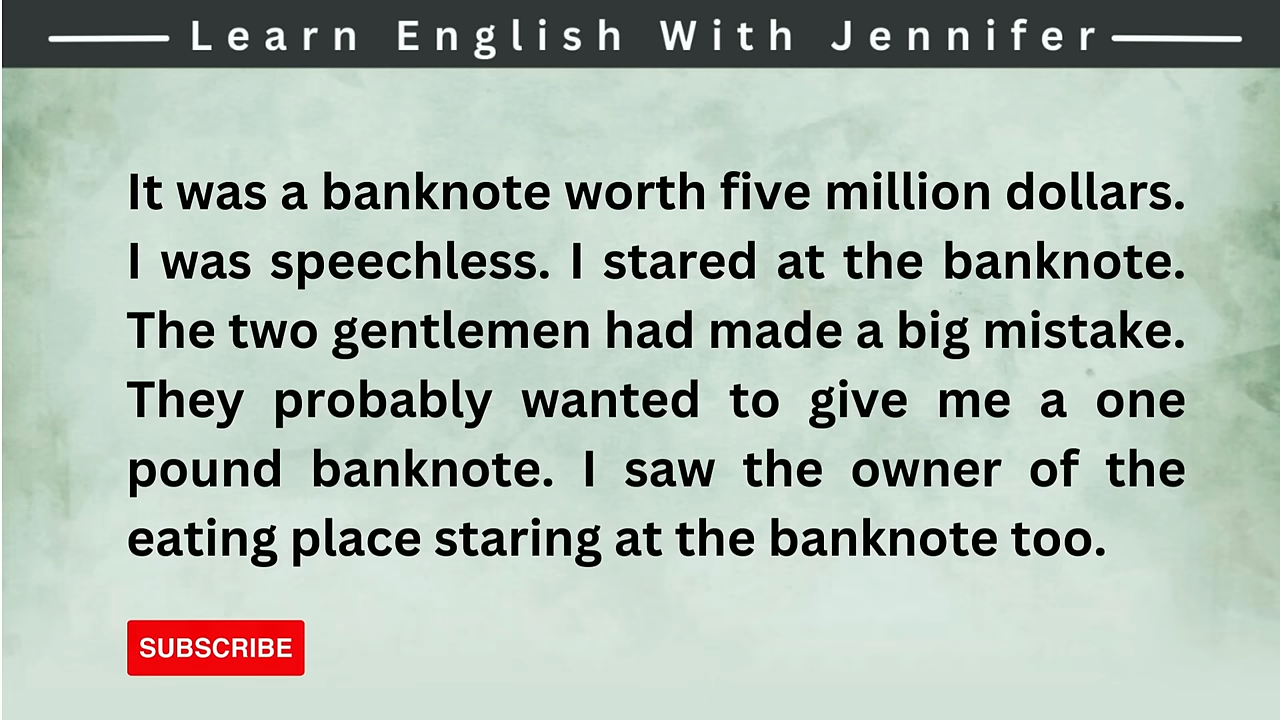 Learn English With Jennifer
It was a banknote worth five million dollars.
I was speechless. I stared at the banknote.
The two gentlemen had made a big mistake.
They probably wanted to give me a one
pound banknote. I saw the owner of the
eating place staring at the banknote too.
SUBSCRIBE